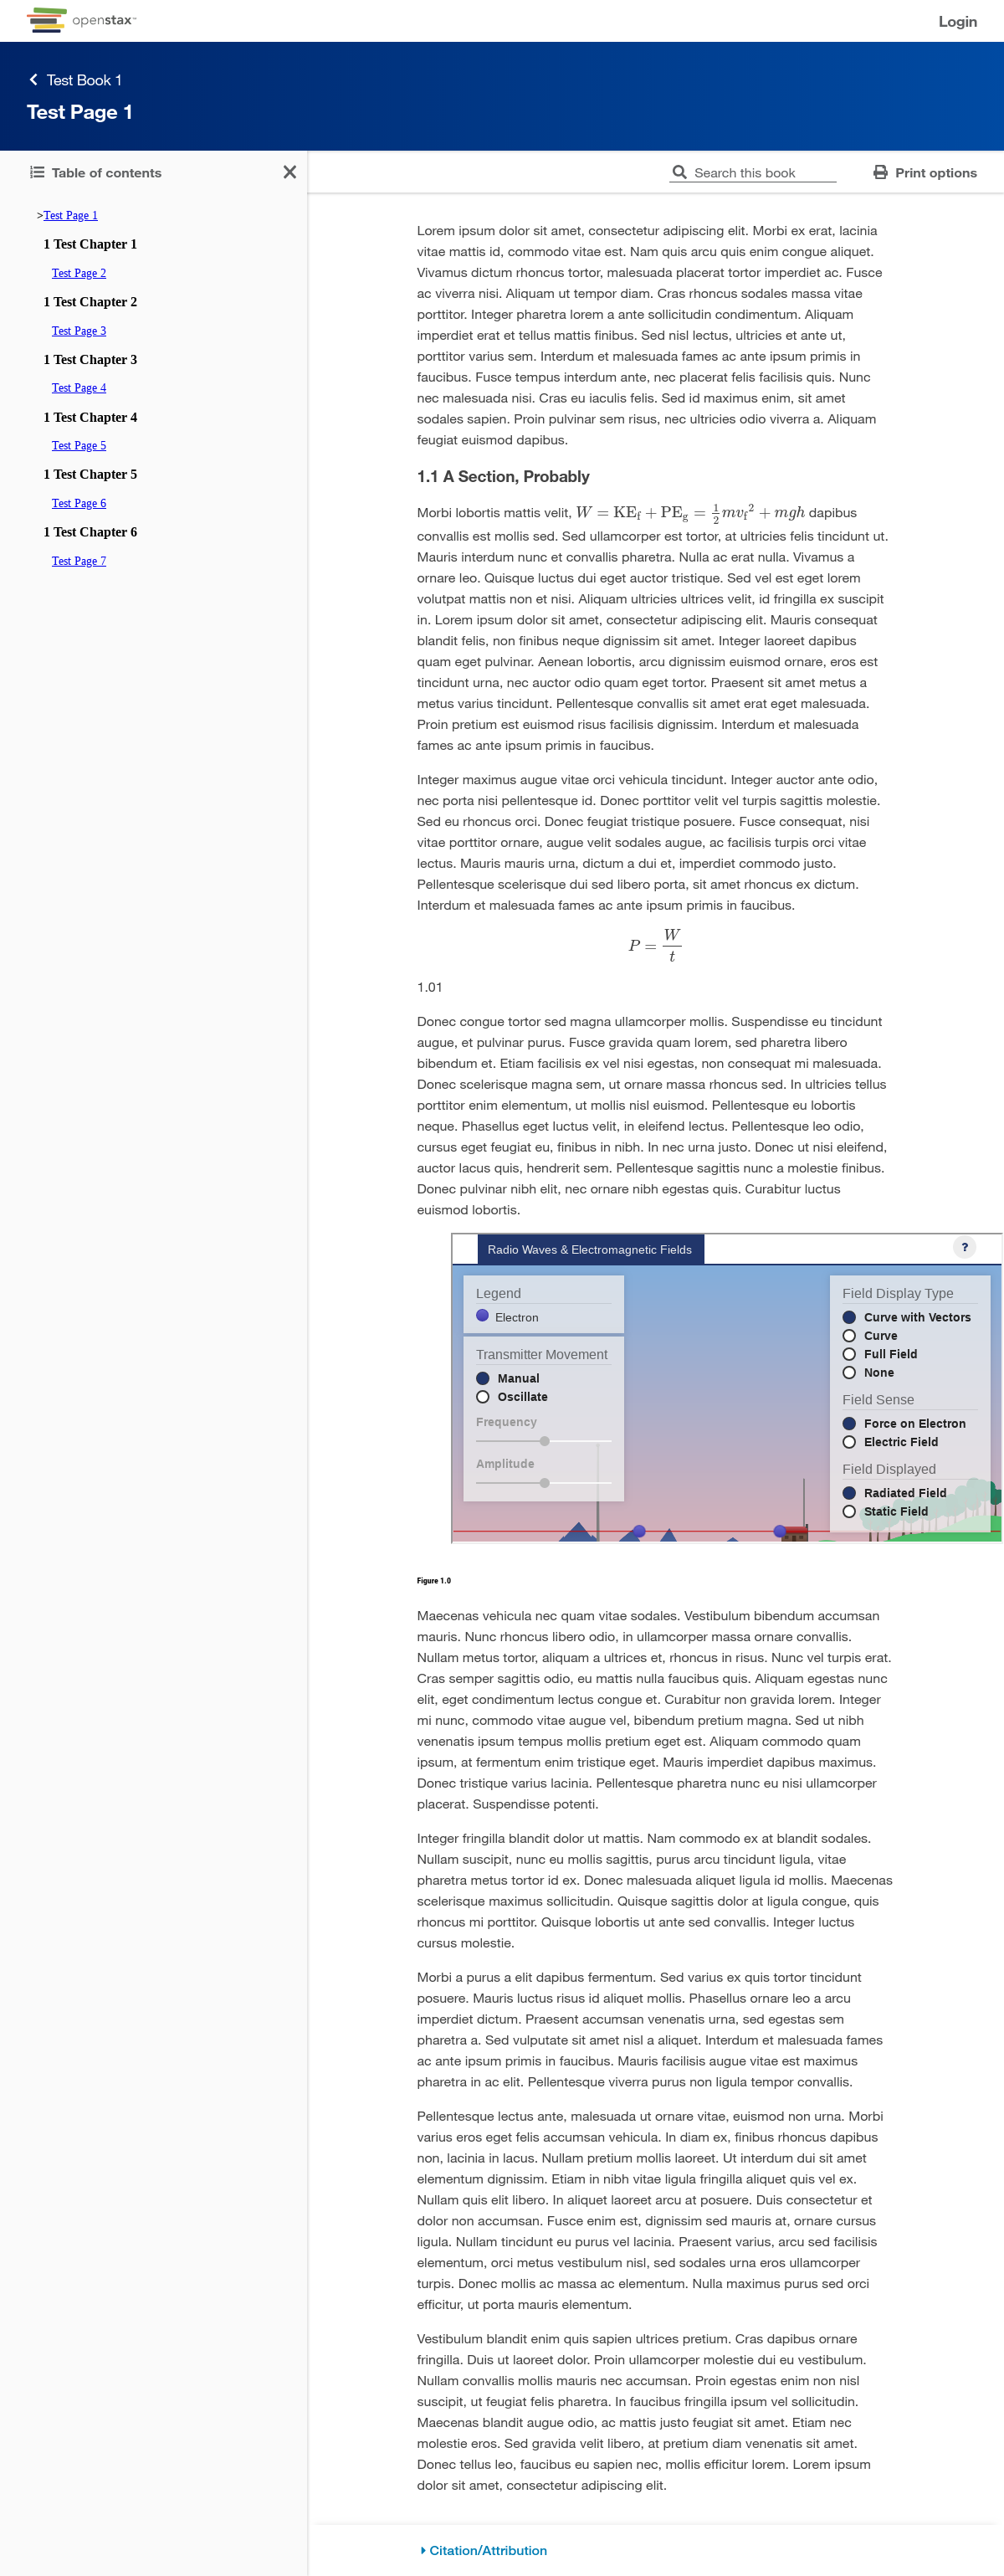 openstax™
Login
Test Book 1
Test Page 1
Table of contents
Search this book
Print options
>Test Page 1
1 Test Chapter 1
Test Page 2
1 Test Chapter 2
Test Page 3
1 Test Chapter 3
Test Page 4
1 Test Chapter 4
Test Page 5
1 Test Chapter 5
Test Page 6
1 Test Chapter 6
Test Page 7
Lorem ipsum dolor sit amet, consectetur adipiscing elit. Morbi ex erat, lacinia
vitae mattis id, commodo vitae est. Nam quis arcu quis enim congue aliquet.
Vivamus dictum rhoncus tortor, malesuada placerat tortor imperdiet ac. Fusce
ac viverra nisi. Aliquam ut tempor diam. Cras rhoncus sodales massa vitae
porttitor. Integer pharetra lorem a ante sollicitudin condimentum. Aliquam
imperdiet erat et tellus mattis finibus. Sed nisl lectus, ultricies et ante ut,
porttitor varius sem. Interdum et malesuada fames ac ante ipsum primis in
faucibus. Fusce tempus interdum ante, nec placerat felis facilisis quis. Nunc
nec malesuada nisi. Cras eu iaculis felis. Sed id maximus enim, sit amet
sodales sapien. Proin pulvinar sem risus, nec ultricies odio viverra a. Aliquam
feugiat euismod dapibus.
1.1 A Section, Probably
Morbi lobortis mattis velit, W = KE_f + PE_g = 1/2 mv_f^2 + mgh dapibus
convallis est mollis sed. Sed ullamcorper est tortor, at ultricies felis tincidunt ut.
Mauris interdum nunc et convallis pharetra. Nulla ac erat nulla. Vivamus a
ornare leo. Quisque luctus dui eget auctor tristique. Sed vel est eget lorem
volutpat mattis non et nisi. Aliquam ultricies ultrices velit, id fringilla ex suscipit
in. Lorem ipsum dolor sit amet, consectetur adipiscing elit. Mauris consequat
blandit felis, non finibus neque dignissim sit amet. Integer laoreet dapibus
quam eget pulvinar. Aenean lobortis, arcu dignissim euismod ornare, eros est
tincidunt urna, nec auctor odio quam eget tortor. Praesent sit amet metus a
metus varius tincidunt. Pellentesque convallis sit amet erat eget malesuada.
Proin pretium est euismod risus facilisis dignissim. Interdum et malesuada
fames ac ante ipsum primis in faucibus.
Integer maximus augue vitae orci vehicula tincidunt. Integer auctor ante odio,
nec porta nisi pellentesque id. Donec porttitor velit vel turpis sagittis molestie.
Sed eu rhoncus orci. Donec feugiat tristique posuere. Fusce consequat, nisi
vitae porttitor ornare, augue velit sodales augue, ac facilisis turpis orci vitae
lectus. Mauris mauris urna, dictum a dui et, imperdiet commodo justo.
Pellentesque scelerisque dui sed libero porta, sit amet rhoncus ex dictum.
Interdum et malesuada fames ac ante ipsum primis in faucibus.
P = W/t
1.01
Donec congue tortor sed magna ullamcorper mollis. Suspendisse eu tincidunt
augue, et pulvinar purus. Fusce gravida quam lorem, sed pharetra libero
bibendum et. Etiam facilisis ex vel nisi egestas, non consequat mi malesuada.
Donec scelerisque magna sem, ut ornare massa rhoncus sed. In ultricies tellus
porttitor enim elementum, ut mollis nisl euismod. Pellentesque eu lobortis
neque. Phasellus eget luctus velit, in eleifend lectus. Pellentesque leo odio,
cursus eget feugiat eu, finibus in nibh. In nec urna justo. Donec ut nisi eleifend,
auctor lacus quis, hendrerit sem. Pellentesque sagittis nunc a molestie finibus.
Donec pulvinar nibh elit, nec ornare nibh egestas quis. Curabitur luctus
euismod lobortis.
Radio Waves & Electromagnetic Fields
?
Legend
Electron
Transmitter Movement
Manual
Oscillate
Frequency
Amplitude
Field Display Type
Curve with Vectors
Curve
Full Field
None
Field Sense
Force on Electron
Electric Field
Field Displayed
Radiated Field
Static Field
Figure 1.0
Maecenas vehicula nec quam vitae sodales. Vestibulum bibendum accumsan
mauris. Nunc rhoncus libero odio, in ullamcorper massa ornare convallis.
Nullam metus tortor, aliquam a ultrices et, rhoncus in risus. Nunc vel turpis erat.
Cras semper sagittis odio, eu mattis nulla faucibus quis. Aliquam egestas nunc
elit, eget condimentum lectus congue et. Curabitur non gravida lorem. Integer
mi nunc, commodo vitae augue vel, bibendum pretium magna. Sed ut nibh
venenatis ipsum tempus mollis pretium eget est. Aliquam commodo quam
ipsum, at fermentum enim tristique eget. Mauris imperdiet dapibus maximus.
Donec tristique varius lacinia. Pellentesque pharetra nunc eu nisi ullamcorper
placerat. Suspendisse potenti.
Integer fringilla blandit dolor ut mattis. Nam commodo ex at blandit sodales.
Nullam suscipit, nunc eu mollis sagittis, purus arcu tincidunt ligula, vitae
pharetra metus tortor id ex. Donec malesuada aliquet ligula id mollis. Maecenas
scelerisque maximus sollicitudin. Quisque sagittis dolor at ligula congue, quis
rhoncus mi porttitor. Quisque lobortis ut ante sed convallis. Integer luctus
cursus molestie.
Morbi a purus a elit dapibus fermentum. Sed varius ex quis tortor tincidunt
posuere. Mauris luctus risus id aliquet mollis. Phasellus ornare leo a arcu
imperdiet dictum. Praesent accumsan venenatis urna, sed egestas sem
pharetra a. Sed vulputate sit amet nisl a aliquet. Interdum et malesuada fames
ac ante ipsum primis in faucibus. Mauris facilisis augue vitae est maximus
pharetra in ac elit. Pellentesque viverra purus non ligula tempor convallis.
Pellentesque lectus ante, malesuada ut ornare vitae, euismod non urna. Morbi
varius eros eget felis accumsan vehicula. In diam ex, finibus rhoncus dapibus
non, lacinia in lacus. Nullam pretium mollis laoreet. Ut interdum dui sit amet
elementum dignissim. Etiam in nibh vitae ligula fringilla aliquet quis vel ex.
Nullam quis elit libero. In aliquet laoreet arcu at posuere. Duis consectetur et
dolor non accumsan. Fusce enim est, dignissim sed mauris at, ornare cursus
ligula. Nullam tincidunt eu purus vel lacinia. Praesent varius, arcu sed facilisis
elementum, orci metus vestibulum nisl, sed sodales urna eros ullamcorper
turpis. Donec mollis ac massa ac elementum. Nulla maximus purus sed orci
efficitur, ut porta mauris elementum.
Vestibulum blandit enim quis sapien ultrices pretium. Cras dapibus ornare
fringilla. Duis ut laoreet dolor. Proin ullamcorper molestie dui eu vestibulum.
Nullam convallis mollis mauris nec accumsan. Proin egestas enim non nisl
suscipit, ut feugiat felis pharetra. In faucibus fringilla ipsum vel sollicitudin.
Maecenas blandit augue odio, ac mattis justo feugiat sit amet. Etiam nec
molestie eros. Sed gravida velit libero, at pretium diam venenatis sit amet.
Donec tellus leo, faucibus eu sapien nec, mollis efficitur lorem. Lorem ipsum
dolor sit amet, consectetur adipiscing elit.
Citation/Attribution